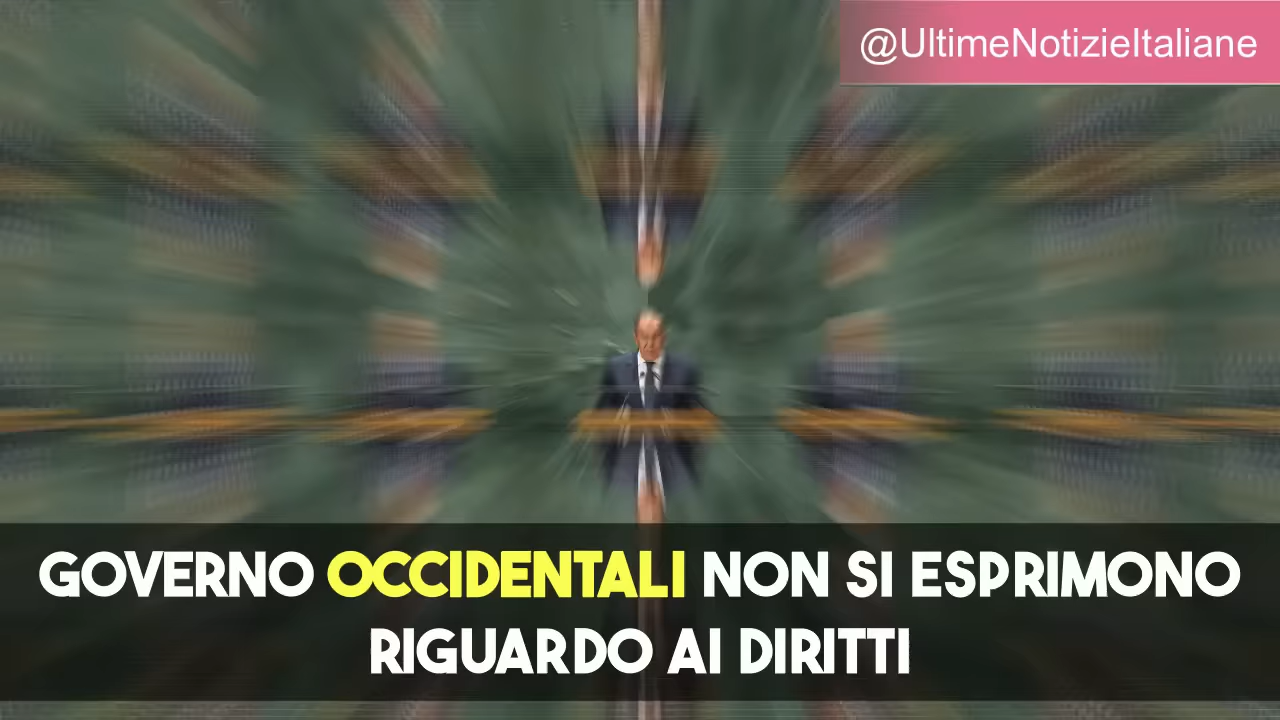 @UltimeNotizieItaliane
GOVERNO OCCIDENTALI NON SI ESPRIMONO
RIGUARDO AI DIRITTI